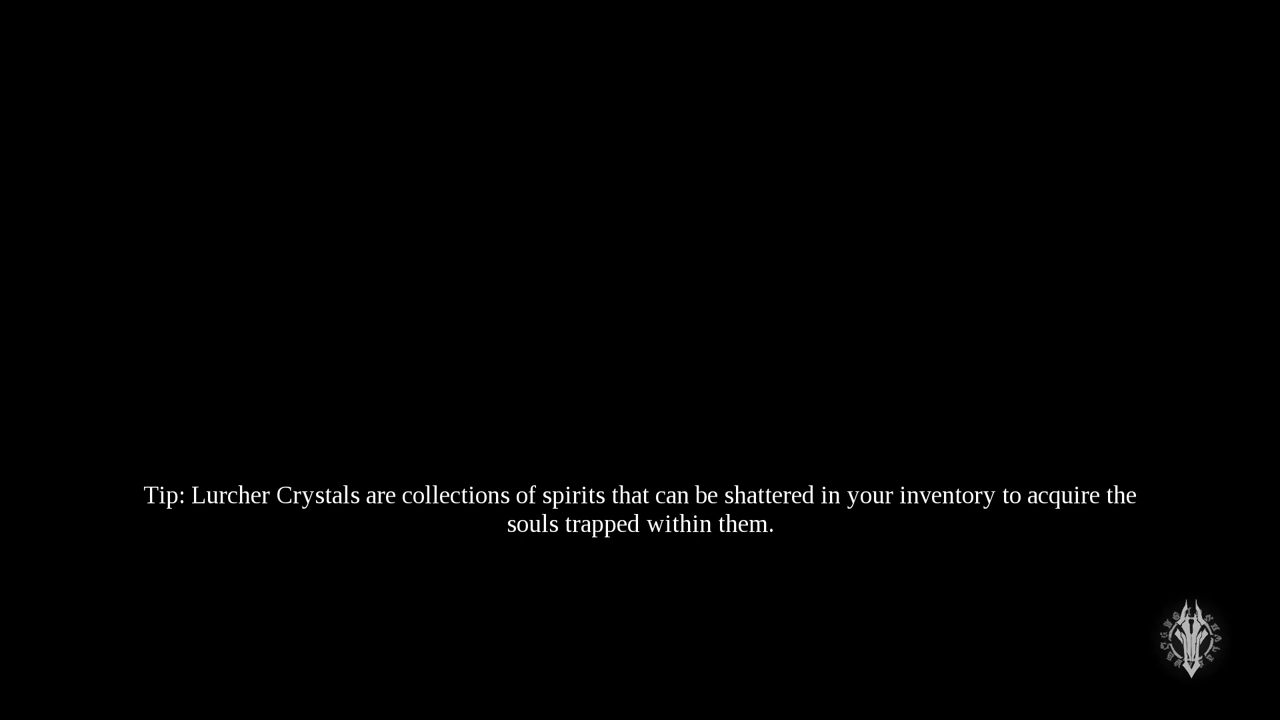 Tip: Lurcher Crystals are collections of spirits that can be shattered in your inventory to acquire the
souls trapped within them.